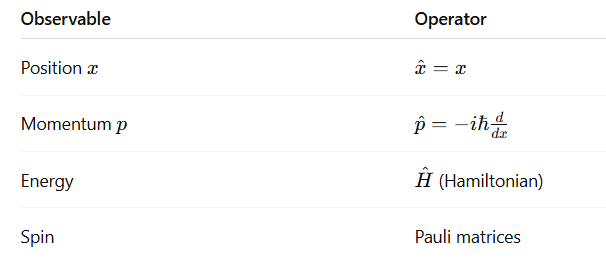 Observable Operator
Position x x̂ = x
Momentum p p̂ = −iħ d/dx
Energy Ĥ (Hamiltonian)
Spin Pauli matrices